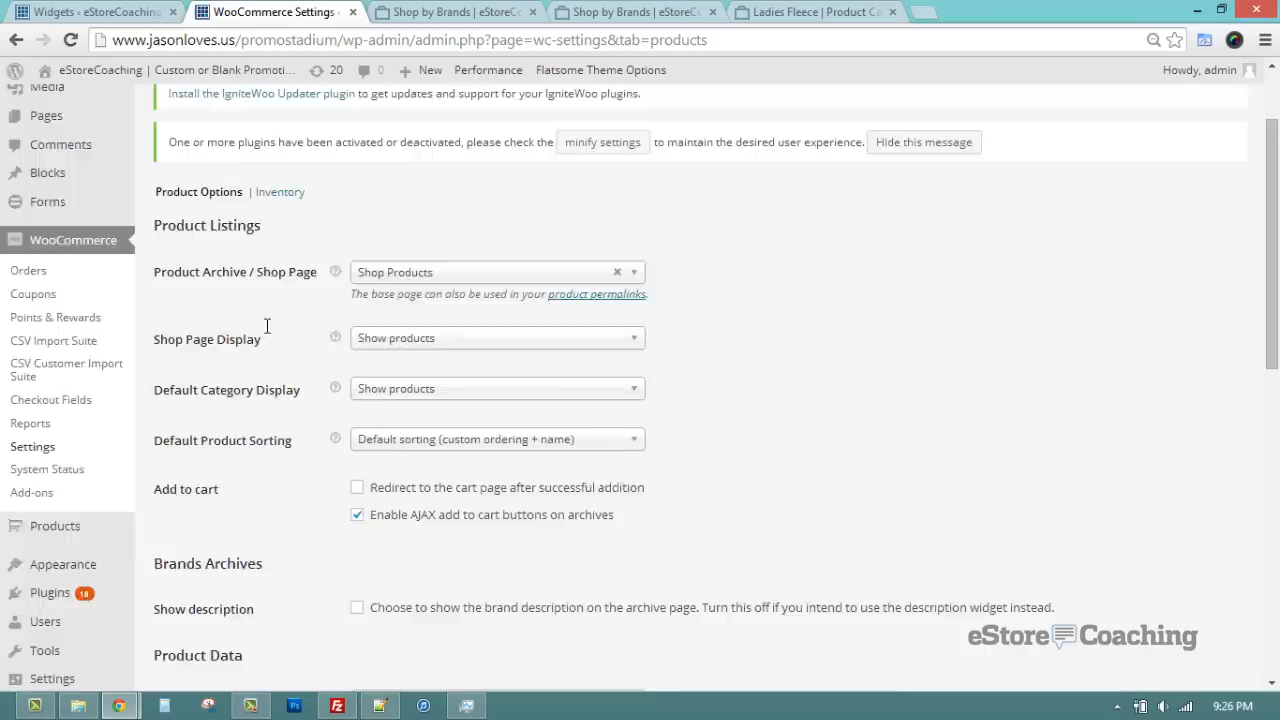 Widgets ‹ eStoreCoaching
WooCommerce Settings ‹
Shop by Brands | eStoreCo
Shop by Brands | eStoreCo
Ladies Fleece | Product Ca
www.jasonloves.us/promostadium/wp-admin/admin.php?page=wc-settings&tab=products
eStoreCoaching | Custom or Blank Promoti...
20
0
New
Performance
Flatsome Theme Options
Howdy, admin
Media
Pages
Comments
Blocks
Forms
WooCommerce
Orders
Coupons
Points & Rewards
CSV Import Suite
CSV Customer Import
Suite
Checkout Fields
Reports
Settings
System Status
Add-ons
Products
Appearance
Plugins 18
Users
Tools
Settings
Install the IgniteWoo Updater plugin to get updates and support for your IgniteWoo plugins.
One or more plugins have been activated or deactivated, please check the minify settings to maintain the desired user experience. Hide this message
Product Options | Inventory
Product Listings
Product Archive / Shop Page
Shop Products
The base page can also be used in your product permalinks.
Shop Page Display
Show products
Default Category Display
Show products
Default Product Sorting
Default sorting (custom ordering + name)
Add to cart
Redirect to the cart page after successful addition
Enable AJAX add to cart buttons on archives
Brands Archives
Show description
Choose to show the brand description on the archive page. Turn this off if you intend to use the description widget instead.
eStore Coaching
Product Data
9:26 PM